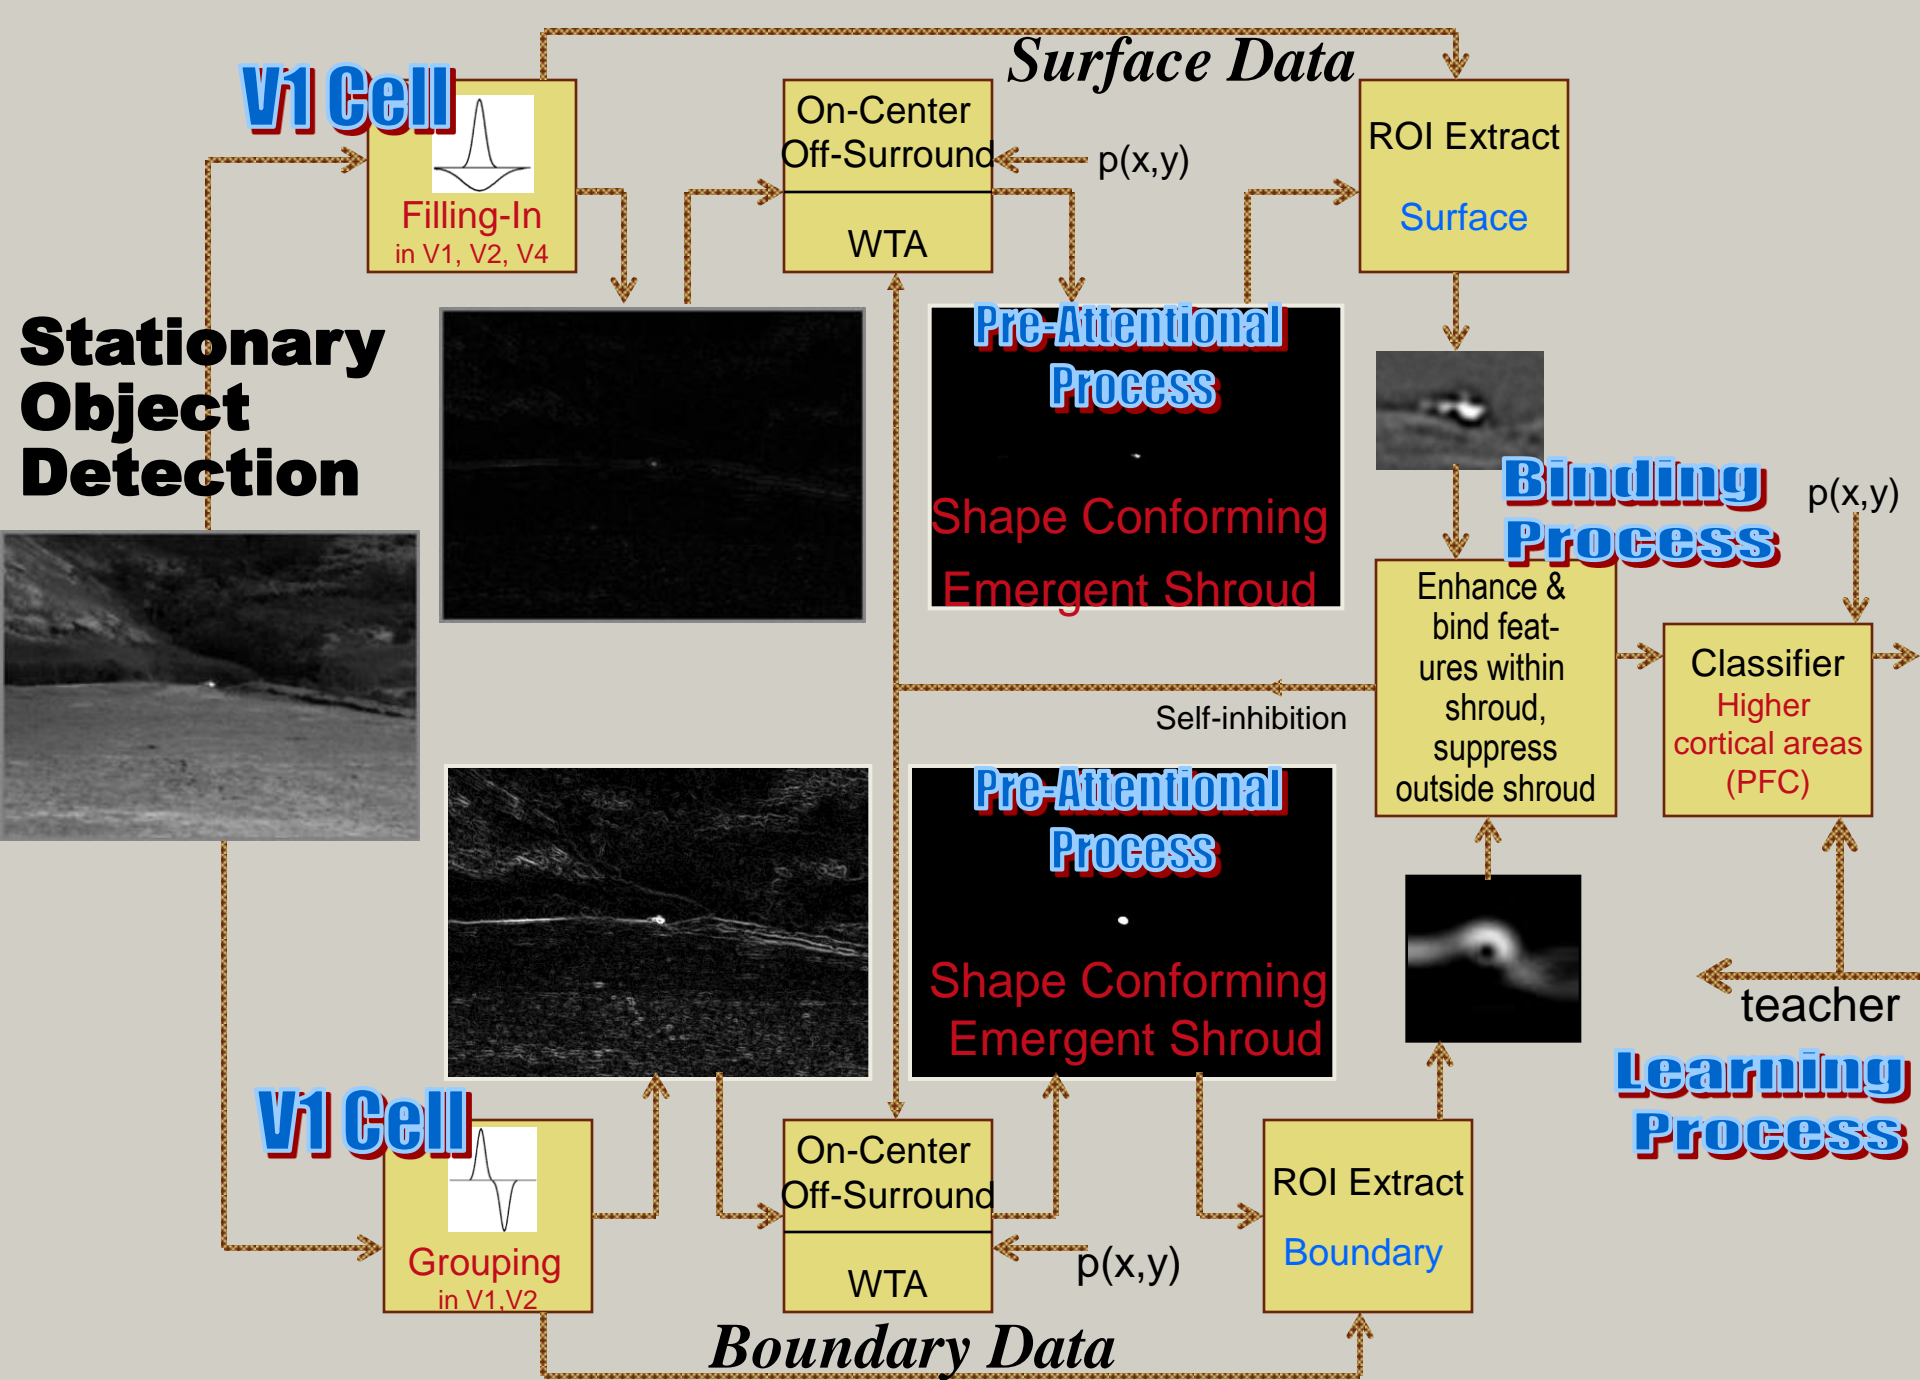 Surface Data
V1 Cell
Filling-In
in V1, V2, V4
On-Center
Off-Surround
WTA
p(x,y)
ROI Extract
Surface
Stationary
Object
Detection
Pre-Attentional
Process
Shape Conforming
Emergent Shroud
Binding
Process
p(x,y)
Enhance &
bind feat-
ures within
shroud,
suppress
outside shroud
Classifier
Higher
cortical areas
(PFC)
Self-inhibition
Pre-Attentional
Process
Shape Conforming
Emergent Shroud
teacher
Learning
Process
V1 Cell
Grouping
in V1,V2
On-Center
Off-Surround
WTA
p(x,y)
ROI Extract
Boundary
Boundary Data